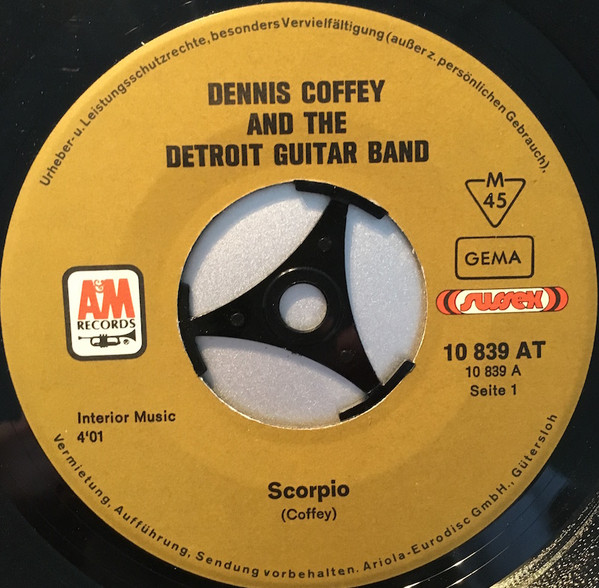 Urheber- u. Leistungsschutzrechte, besonders Vervielfältigung (außer z. persönlichen Gebrauch),
DENNIS COFFEY
AND THE
DETROIT GUITAR BAND
M
45
GEMA
A&M
RECORDS
sussex
10 839 AT
10 839 A
Seite 1
Interior Music
4'01
Scorpio
(Coffey)
Vermietung, Aufführung, Sendung vorbehalten. Ariola-Eurodisc GmbH., Gütersloh